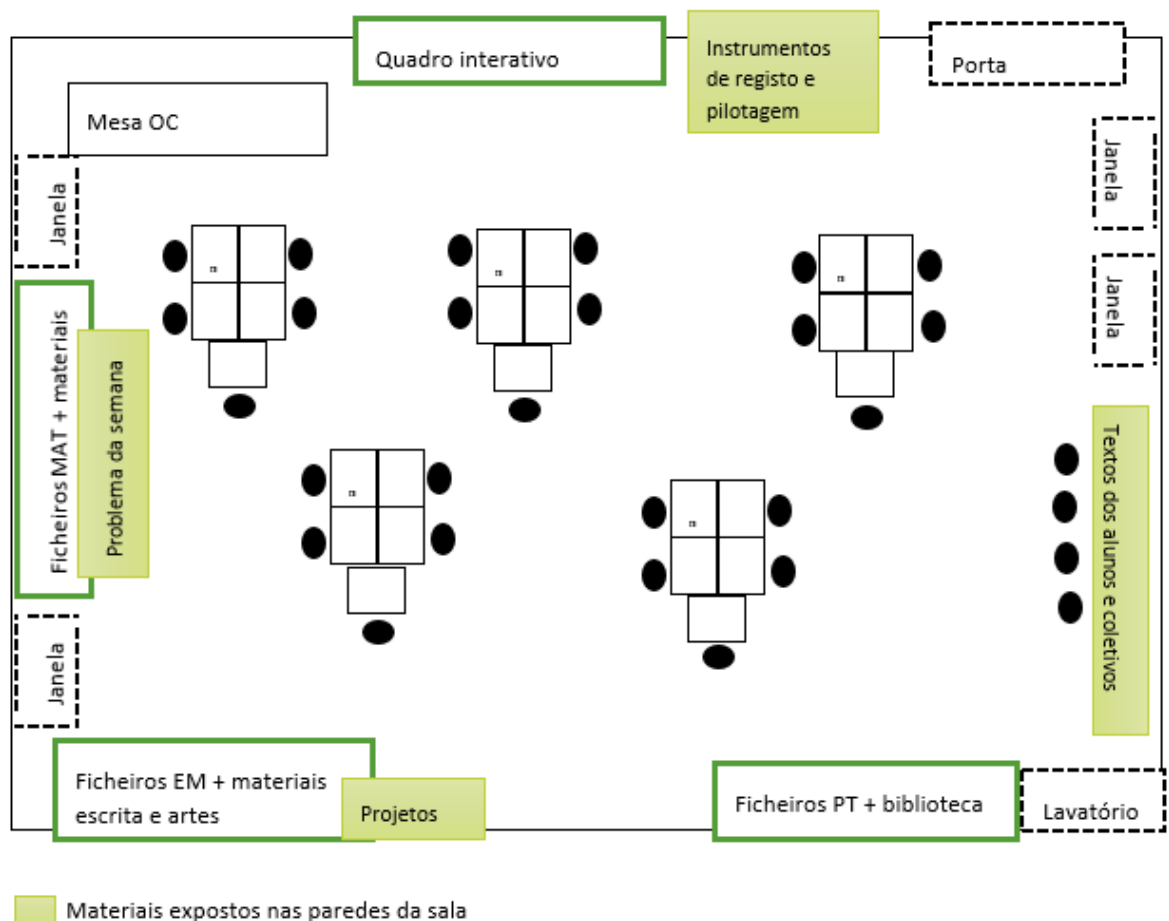 Quadro interativo
Instrumentos
de registo e
pilotagem
Porta
Mesa OC
Janela
Janela
Janela
Ficheiros MAT + materiais
Problema da semana
Textos dos alunos e coletivos
Janela
Ficheiros EM + materiais
escrita e artes
Projetos
Ficheiros PT + biblioteca
Lavatório
Materiais expostos nas paredes da sala